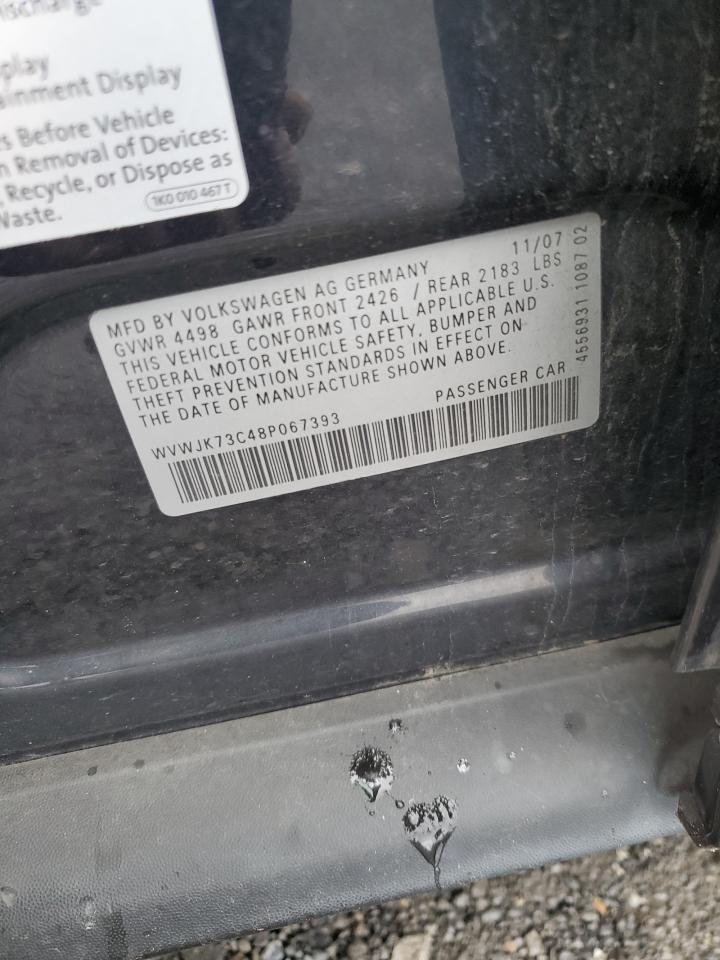 play
ainment Display
s Before Vehicle
n Removal of Devices:
, Recycle, or Dispose as
Waste.
1K0 010 467 T
MFD BY VOLKSWAGEN AG GERMANY 11/07
GVWR 4498 GAWR FRONT 2426 / REAR 2183 LBS
THIS VEHICLE CONFORMS TO ALL APPLICABLE U.S.
FEDERAL MOTOR VEHICLE SAFETY, BUMPER AND
THEFT PREVENTION STANDARDS IN EFFECT ON
THE DATE OF MANUFACTURE SHOWN ABOVE.
WVWJK73C48P067393 PASSENGER CAR
4556931 1087 02